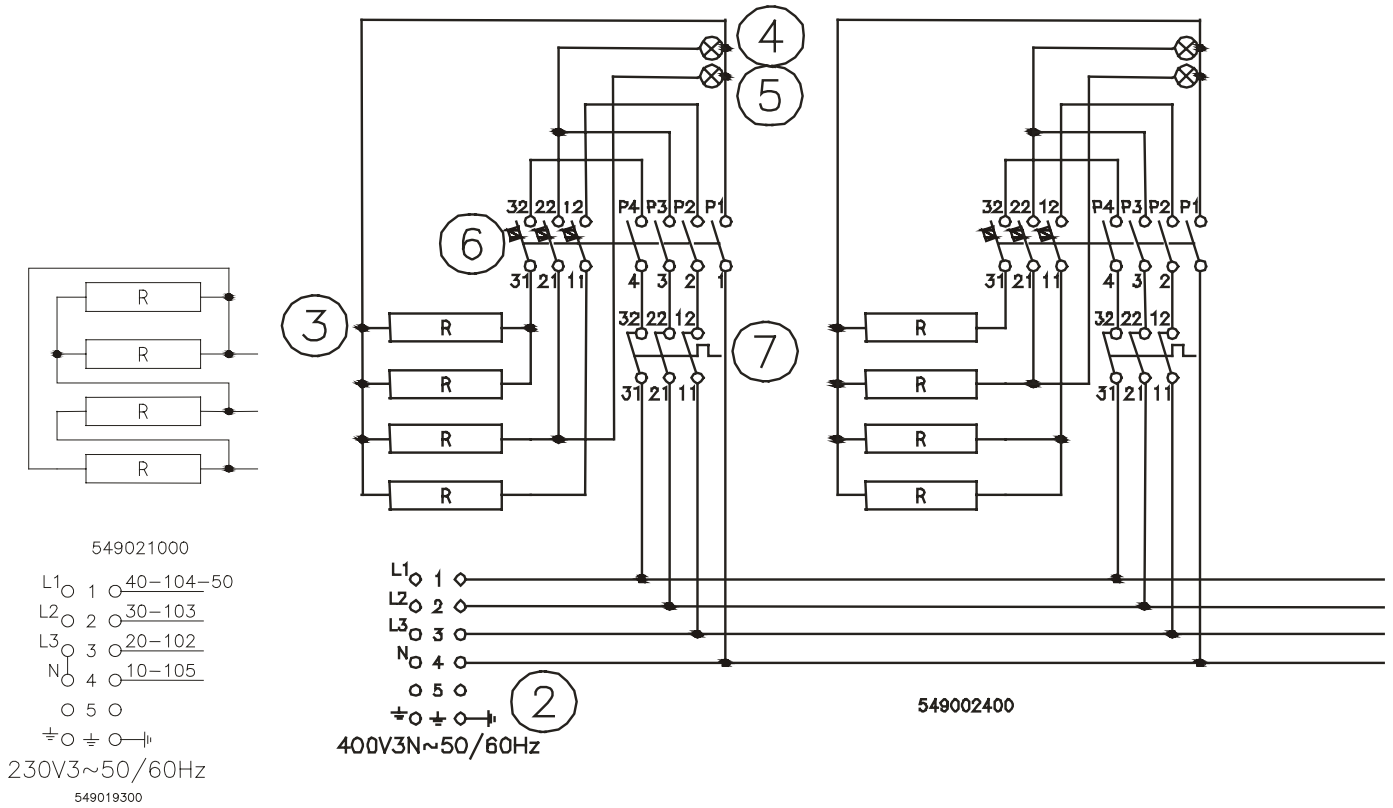 4
5
32 22 12 P4 P3 P2 P1
32 22 12 P4 P3 P2 P1
6
31 21 11 4 3 2 1
31 21 11 4 3 2
R
R
R
R
3
R
R
R
R
32 22 12
7
31 21 11
R
R
R
R
32 22 12
31 21 11
549021000
L1 1 40-104-50
L2 2 30-103
L3 3 20-102
N 4 10-105
5
230V3~50/60Hz
549019300
L1 1
L2 2
L3 3
N 4
5
2
400V3N~50/60Hz
549002400